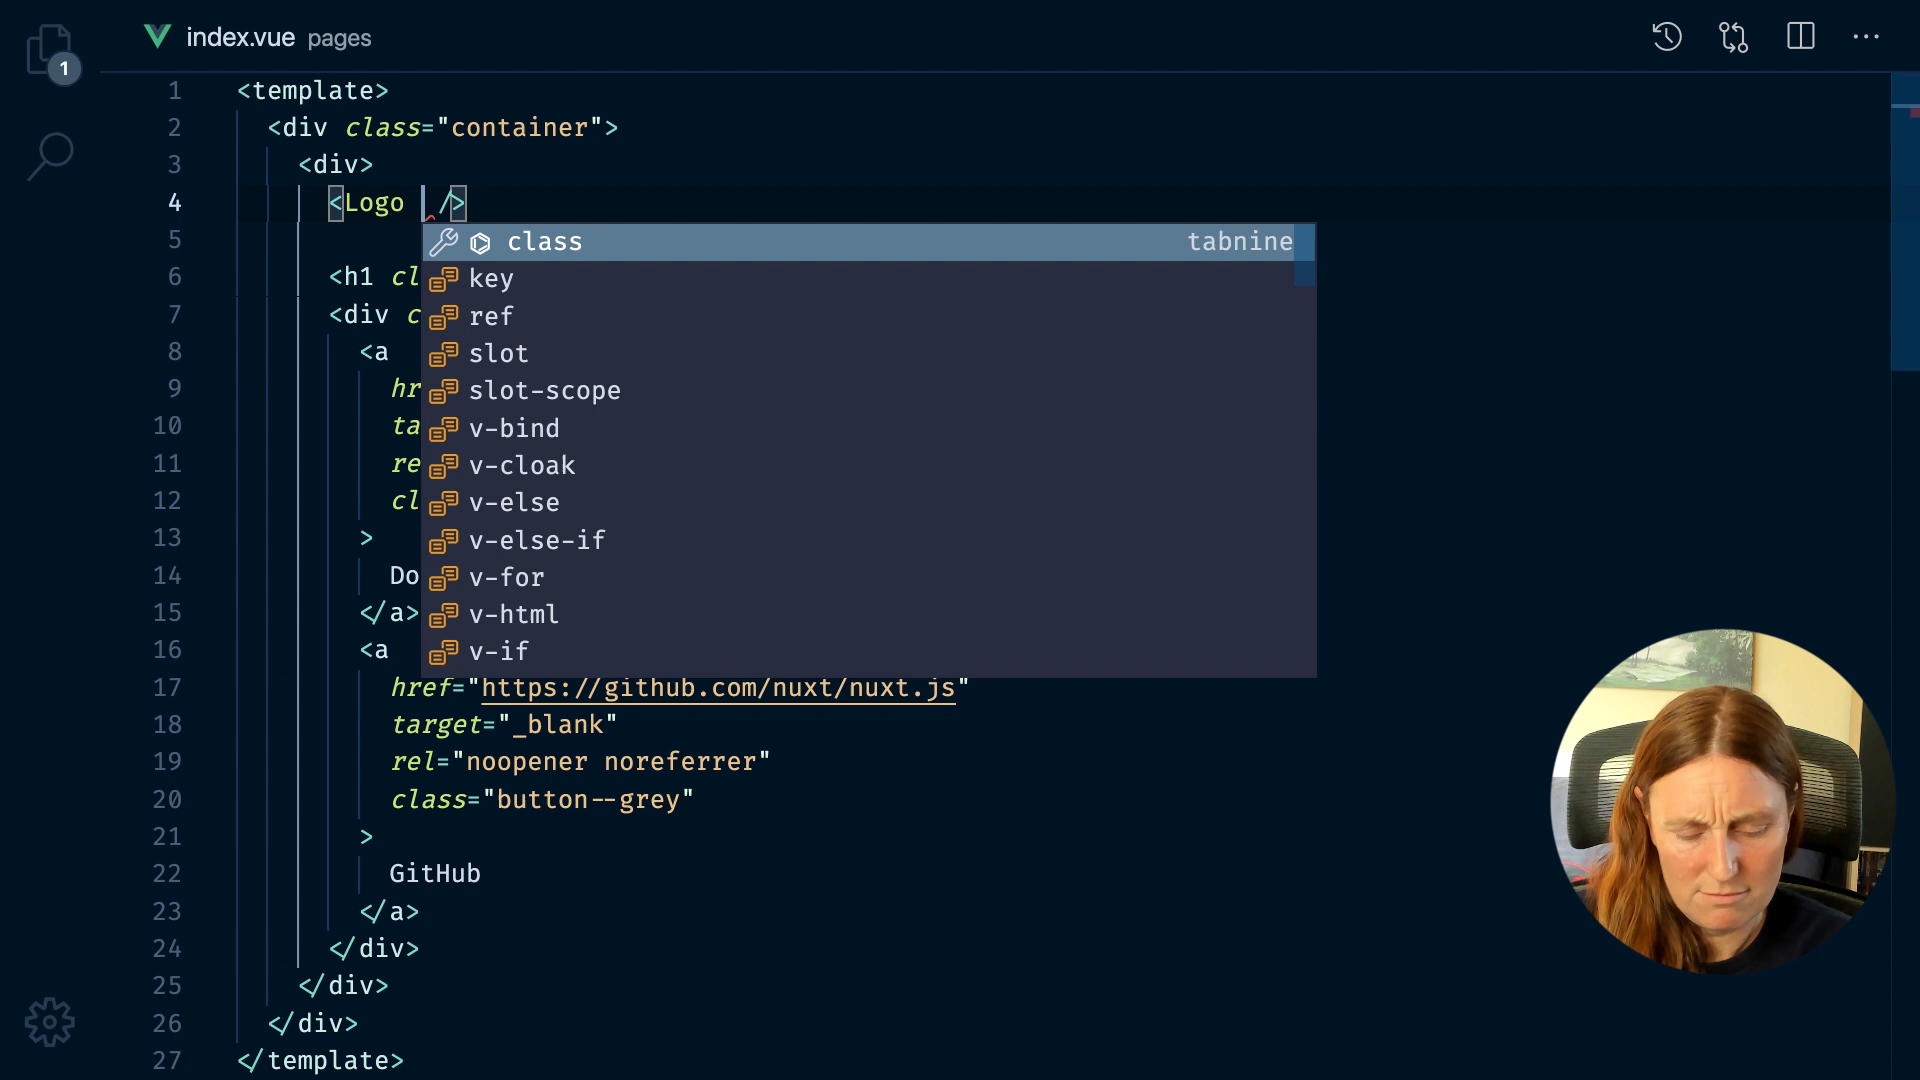 index.vue pages
1
1 <template>
2 <div class="container">
3 <div>
4 <Logo />
class tabnine
5
key
6 <h1 cl
ref
7 <div c
slot
8 <a
slot-scope
9 hr
v-bind
10 ta
v-cloak
11 re
v-else
12 cl
v-else-if
13 >
v-for
14 Do
v-html
15 </a>
v-if
16 <a
17 href="https://github.com/nuxt/nuxt.js"
18 target="_blank"
19 rel="noopener noreferrer"
20 class="button--grey"
21 >
22 GitHub
23 </a>
24 </div>
25 </div>
26 </div>
27 </template>